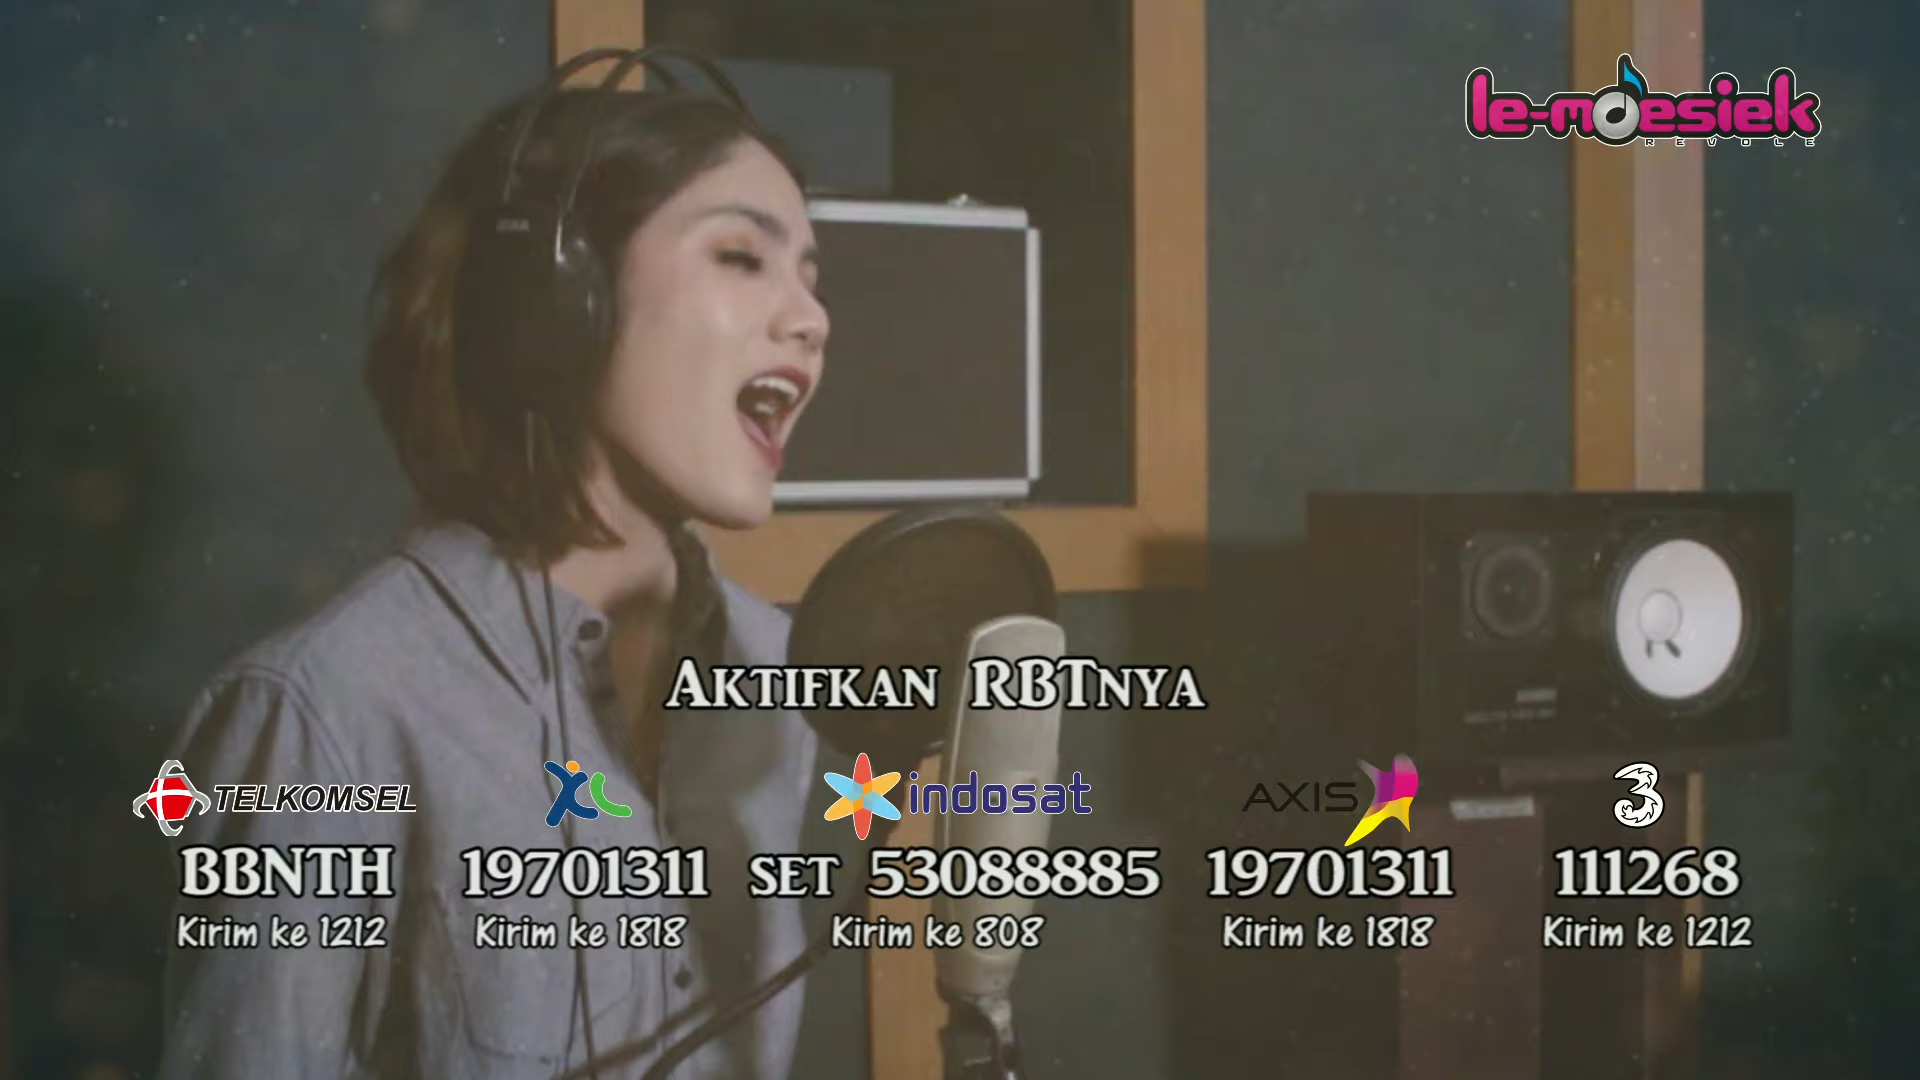 le-moesiek
REVOLE
AKTIFKAN RBTNYA
TELKOMSEL XL indosat AXIS 3
BBNTH 19701311 SET 53088885 19701311 111268
Kirim ke 1212 Kirim ke 1818 Kirim ke 808 Kirim ke 1818 Kirim ke 1212